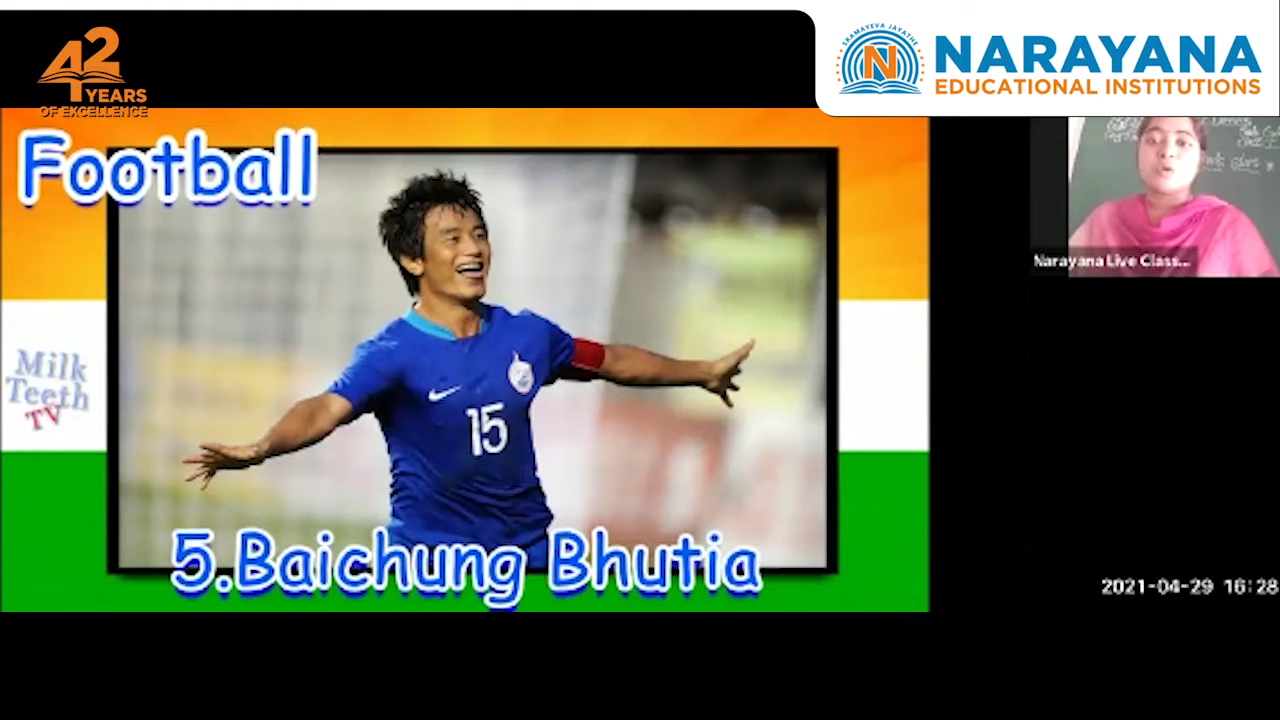 42
YEARS
OF EXCELLENCE
SRAMAYEVA JAYATHE
N
NARAYANA
EDUCATIONAL INSTITUTIONS
Football
Milk
Teeth
TV
15
5.Baichung Bhutia
Narayana Live Class...
2021-04-29 16:28